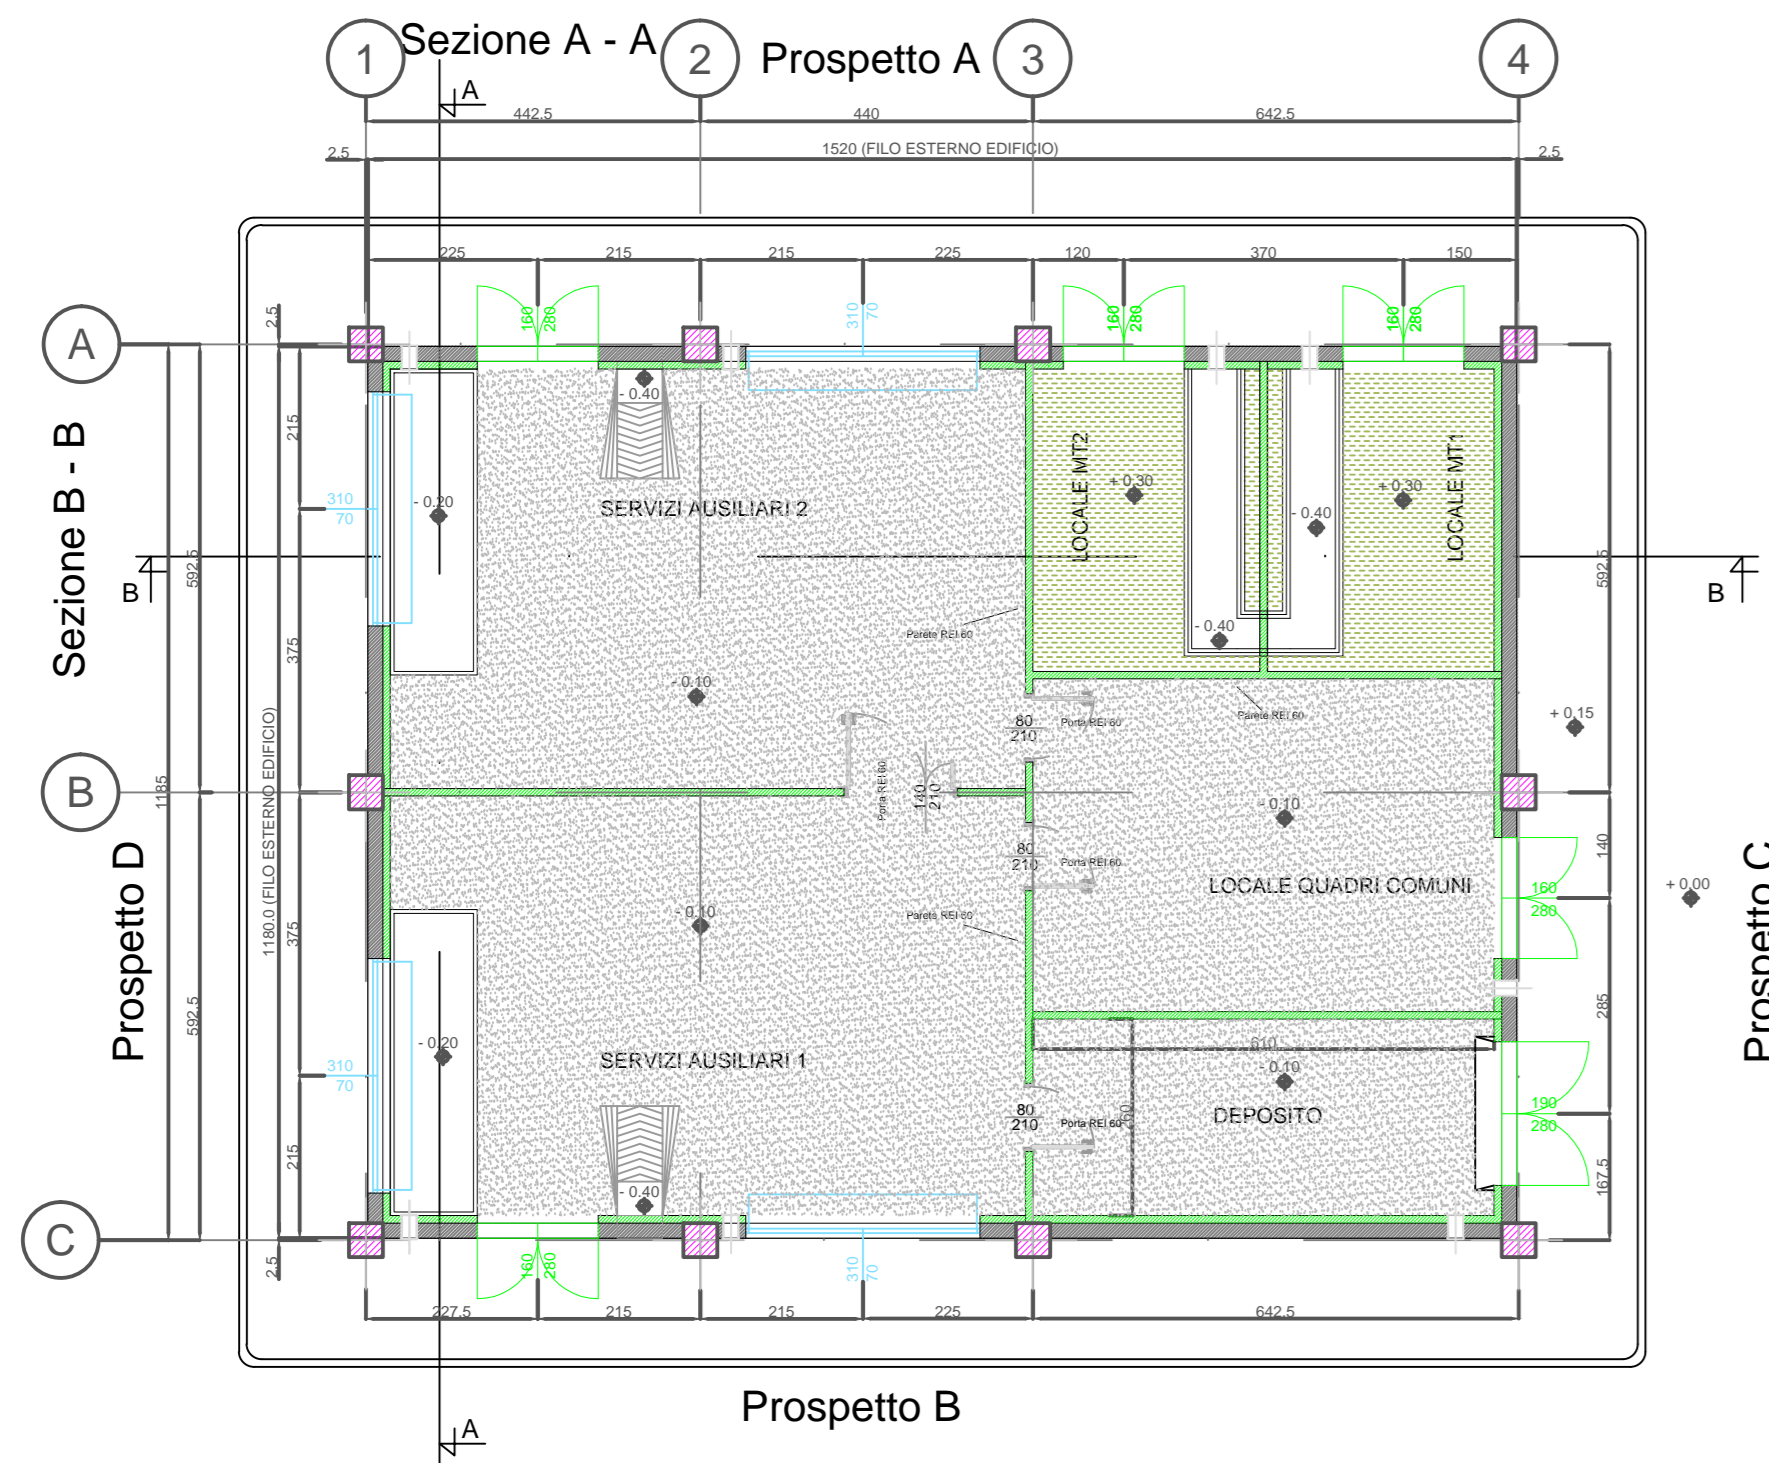 1
Sezione A - A
2
Prospetto A
3
4
A
442.5
440
642.5
2.5
1520 (FILO ESTERNO EDIFICIO)
2.5
225
215
215
225
120
370
150
2.5
160
280
310
70
160
280
160
280
A
- 0.40
215
Sezione B - B
310
70
- 0.20
SERVIZI AUSILIARI 2
LOCALE MT2
+ 0.30
- 0.40
+ 0.30
LOCALE MT1
B
592.5
592.5
B
Parete REI 60
- 0.40
375
- 0.10
80
210
Porta REI 60
Parete REI 60
+ 0.15
1180.0 (FILO ESTERNO EDIFICIO)
1185
B
Porta REI 60
140
210
- 0.10
80
210
Porta REI 60
140
LOCALE QUADRI COMUNI
160
280
+ 0.00
Prospetto D
Prospetto C
375
- 0.10
Parete REI 60
592.5
285
- 0.20
SERVIZI AUSILIARI 1
610
- 0.10
310
70
80
210
Porta REI 60
260
DEPOSITO
190
280
215
167.5
- 0.40
C
2.5
160
280
310
70
227.5
215
215
225
642.5
Prospetto B
A